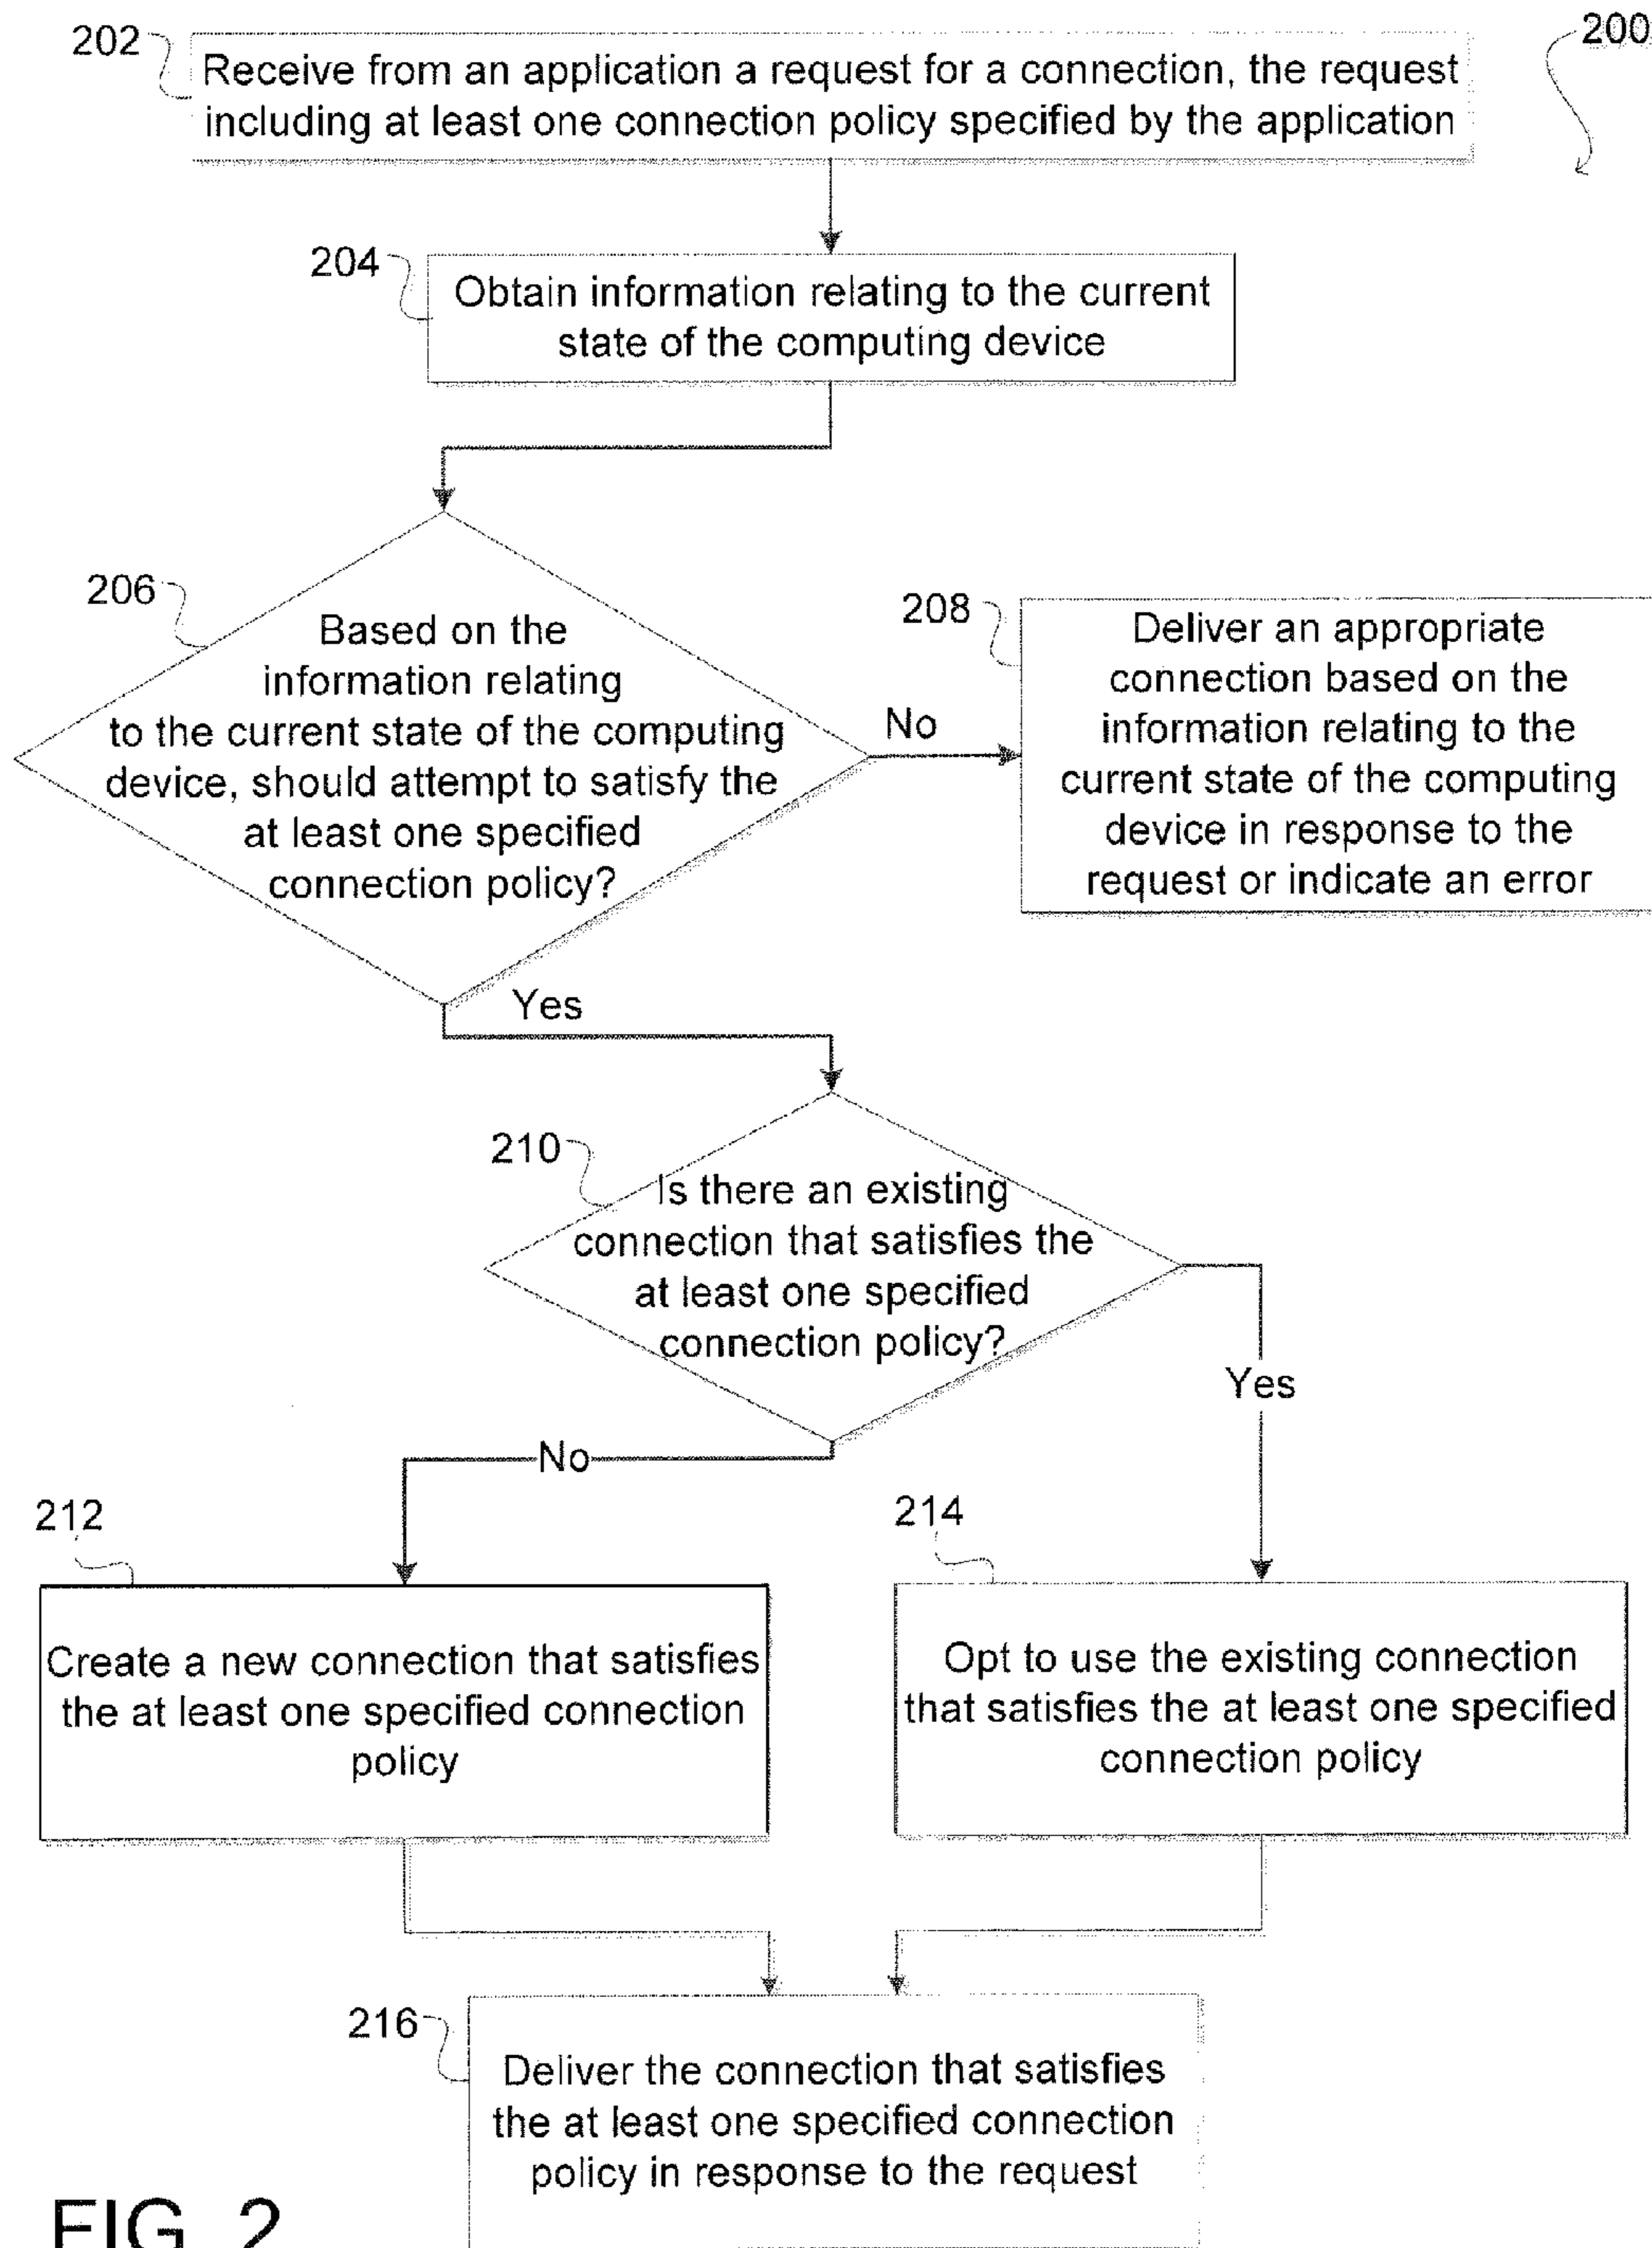 202
200
Receive from an application a request for a connection, the request
including at least one connection policy specified by the application
204
Obtain information relating to the current
state of the computing device
206
Based on the
information relating
to the current state of the computing
device, should attempt to satisfy the
at least one specified
connection policy?
No
208
Deliver an appropriate
connection based on the
information relating to the
current state of the computing
device in response to the
request or indicate an error
Yes
210
Is there an existing
connection that satisfies the
at least one specified
connection policy?
Yes
No
212
Create a new connection that satisfies
the at least one specified connection
policy
214
Opt to use the existing connection
that satisfies the at least one specified
connection policy
216
Deliver the connection that satisfies
the at least one specified connection
policy in response to the request
FIG. 2